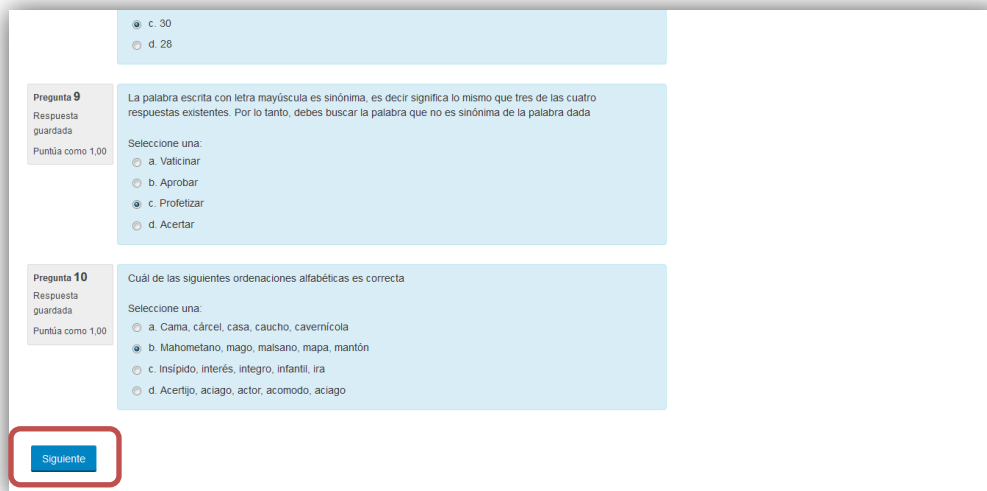 c. 30
d. 28
Pregunta 9
Respuesta
guardada
Puntúa como 1,00
La palabra escrita con letra mayúscula es sinónima, es decir significa lo mismo que tres de las cuatro
respuestas existentes. Por lo tanto, debes buscar la palabra que no es sinónima de la palabra dada
Seleccione una:
a. Vaticinar
b. Aprobar
c. Profetizar
d. Acertar
Pregunta 10
Respuesta
guardada
Puntúa como 1,00
Cuál de las siguientes ordenaciones alfabéticas es correcta
Seleccione una:
a. Cama, cárcel, casa, caucho, cavernícola
b. Mahometano, mago, malsano, mapa, mantón
c. Insípido, interés, integro, infantil, ira
d. Acertijo, aciago, actor, acomodo, aciago
Siguiente